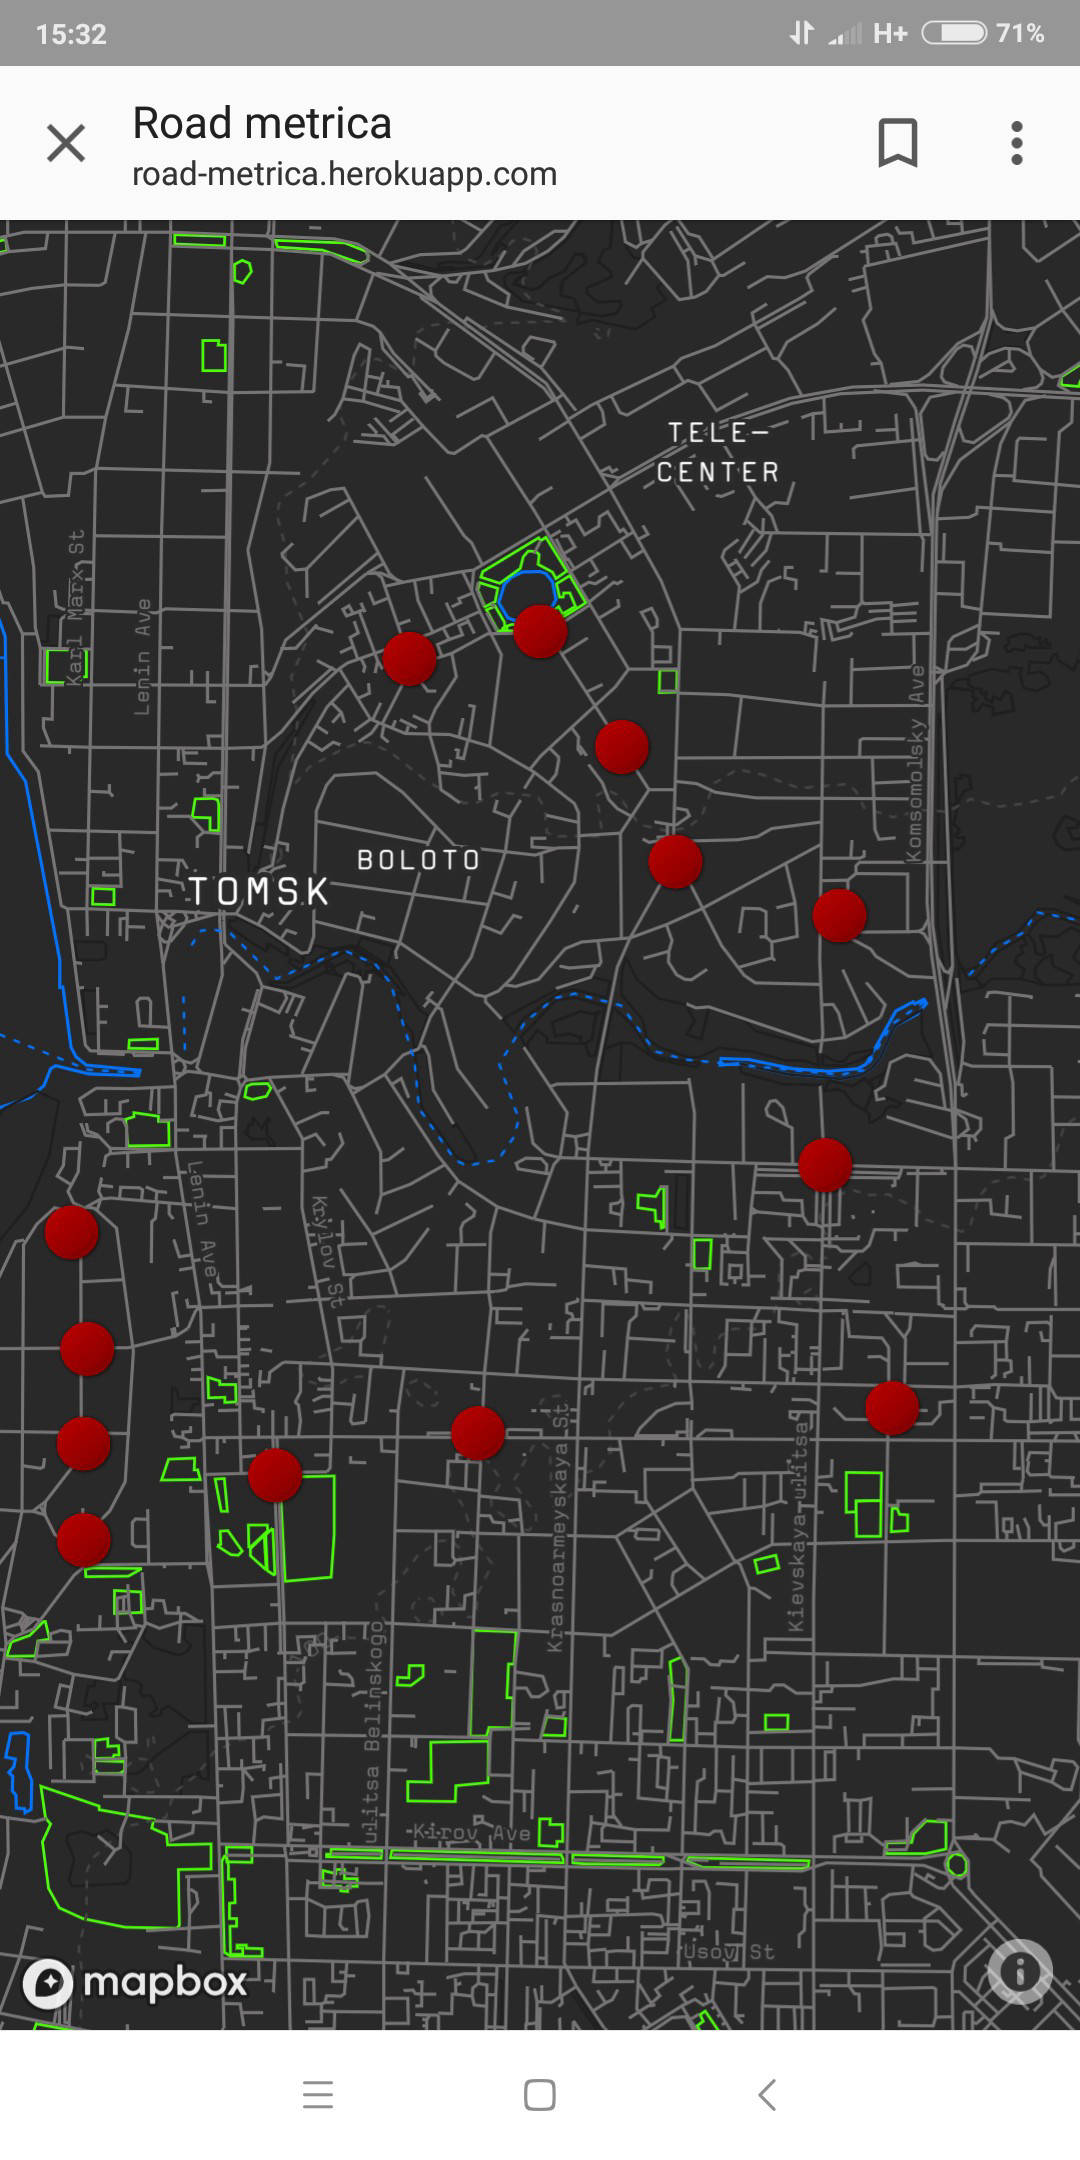 15:32
H+
71%
Road metrica
road-metrica.herokuapp.com
TELE-
CENTER
Karl Marx St
Lenin Ave
Komsomolsky Ave
BOLOTO
TOMSK
Lenin Ave
Krylov St
Krasnoarmeyskaya St
Kievskaya ulitsa
ulitsa Belinskogo
Kirov Ave
Usov St
mapbox